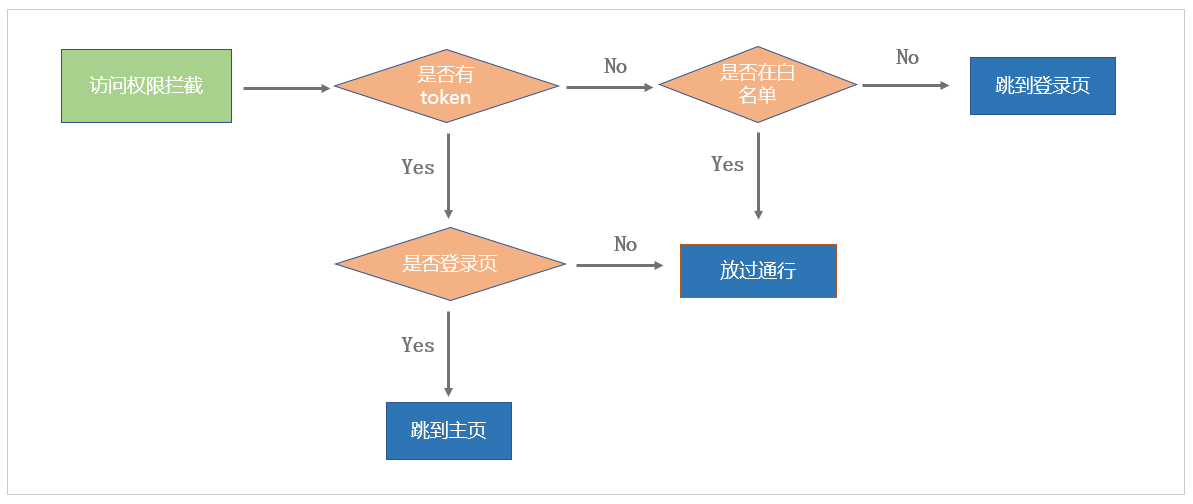 访问权限拦截
是否有
token
No
是否在白
名单
No
跳到登录页
Yes
Yes
是否登录页
No
放过通行
Yes
跳到主页